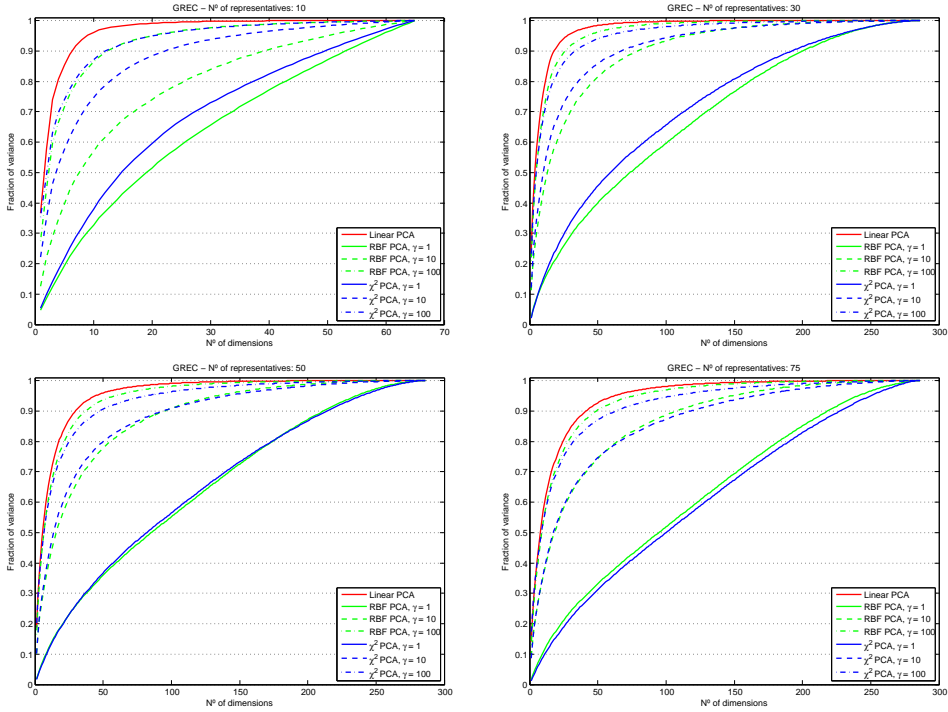 GREC – Nº of representatives: 10
Fraction of variance
1
0.9
0.8
0.7
0.6
0.5
0.4
0.3
0.2
0.1
0
Linear PCA
RBF PCA, γ = 1
RBF PCA, γ = 10
RBF PCA, γ = 100
χ² PCA, γ = 1
χ² PCA, γ = 10
χ² PCA, γ = 100
0 10 20 30 40 50 60 70
Nº of dimensions
GREC – Nº of representatives: 30
Fraction of variance
1
0.9
0.8
0.7
0.6
0.5
0.4
0.3
0.2
0.1
0
Linear PCA
RBF PCA, γ = 1
RBF PCA, γ = 10
RBF PCA, γ = 100
χ² PCA, γ = 1
χ² PCA, γ = 10
χ² PCA, γ = 100
0 50 100 150 200 250 300
Nº of dimensions
GREC – Nº of representatives: 50
Fraction of variance
1
0.9
0.8
0.7
0.6
0.5
0.4
0.3
0.2
0.1
0
Linear PCA
RBF PCA, γ = 1
RBF PCA, γ = 10
RBF PCA, γ = 100
χ² PCA, γ = 1
χ² PCA, γ = 10
χ² PCA, γ = 100
0 50 100 150 200 250 300
Nº of dimensions
GREC – Nº of representatives: 75
Fraction of variance
1
0.9
0.8
0.7
0.6
0.5
0.4
0.3
0.2
0.1
0
Linear PCA
RBF PCA, γ = 1
RBF PCA, γ = 10
RBF PCA, γ = 100
χ² PCA, γ = 1
χ² PCA, γ = 10
χ² PCA, γ = 100
0 50 100 150 200 250 300
Nº of dimensions